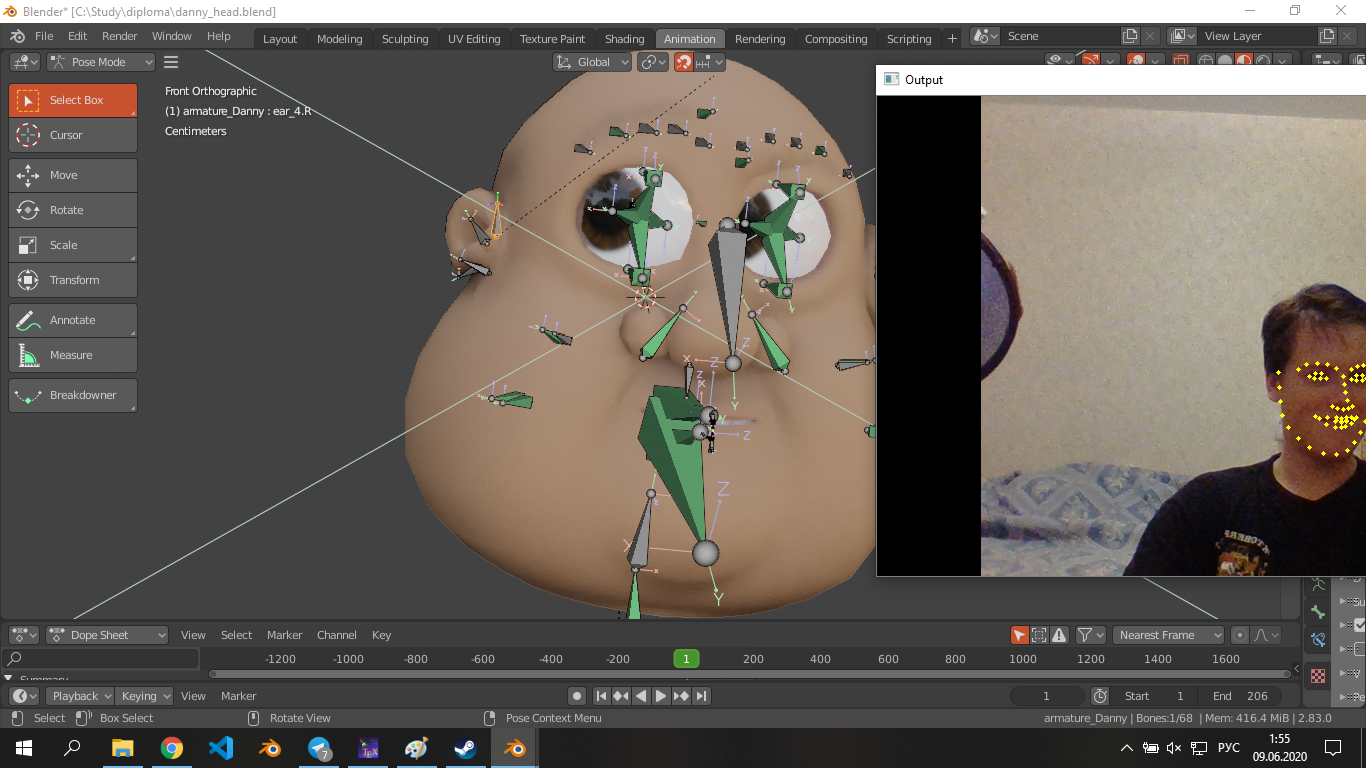 Blender* [C:\Study\diploma\danny_head.blend]
File Edit Render Window Help Layout Modeling Sculpting UV Editing Texture Paint Shading Animation Rendering Compositing Scripting + Scene View Layer
Pose Mode Global
Output
Select Box
Cursor
Move
Rotate
Scale
Transform
Annotate
Measure
Breakdowner
Front Orthographic
(1) armature_Danny : ear_4.R
Centimeters
Dope Sheet View Select Marker Channel Key Nearest Frame
-1200 -1000 -800 -600 -400 -200 1 200 400 600 800 1000 1200 1400 1600
Summary
Playback Keying View Marker 1 Start 1 End 206
Select Box Select Rotate View Pose Context Menu armature_Danny | Bones:1/68 | Mem: 416.4 MiB | 2.83.0
7 РУС 1:55
09.06.2020